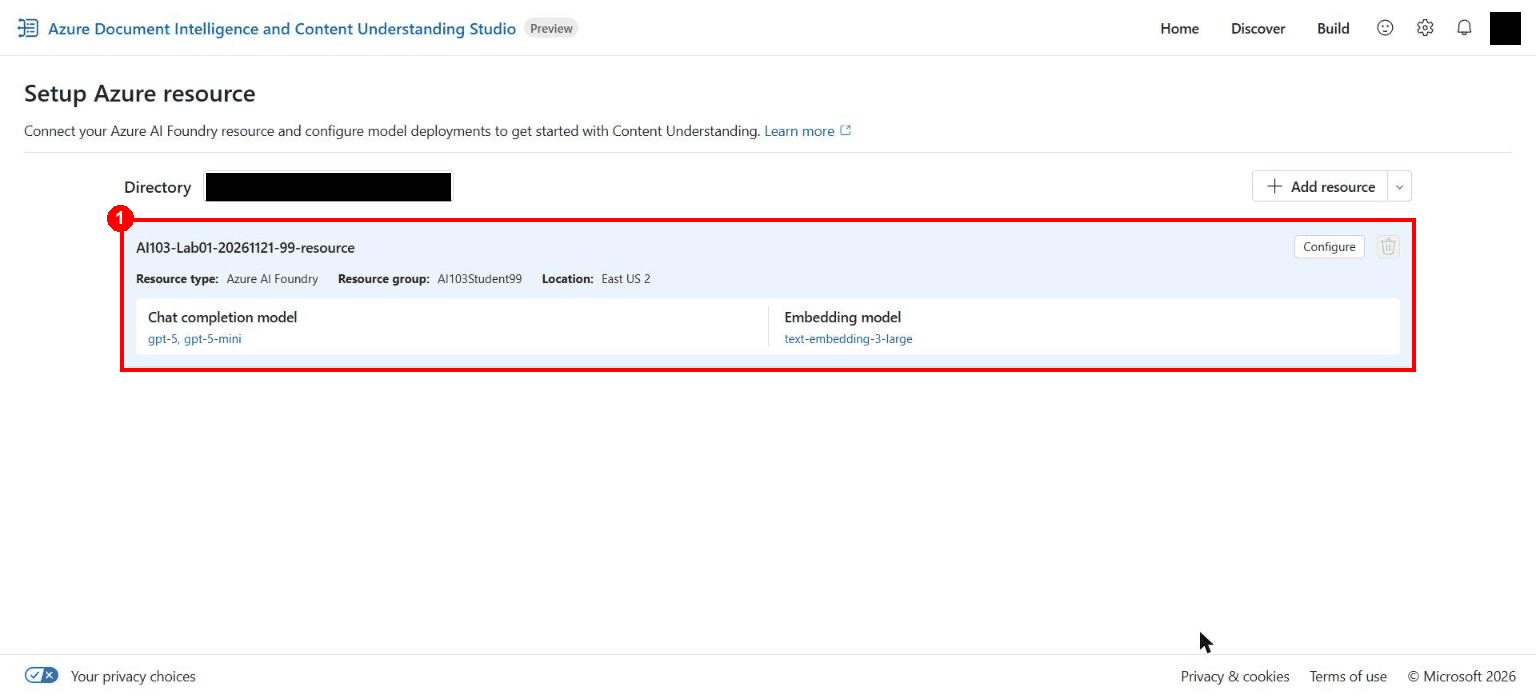 Azure Document Intelligence and Content Understanding Studio Preview Home Discover Build
Setup Azure resource
Connect your Azure AI Foundry resource and configure model deployments to get started with Content Understanding. Learn more
Directory Add resource
1
AI103-Lab01-20261121-99-resource Configure
Resource type: Azure AI Foundry Resource group: AI103Student99 Location: East US 2
Chat completion model Embedding model
gpt-5, gpt-5-mini text-embedding-3-large
Your privacy choices Privacy & cookies Terms of use © Microsoft 2026